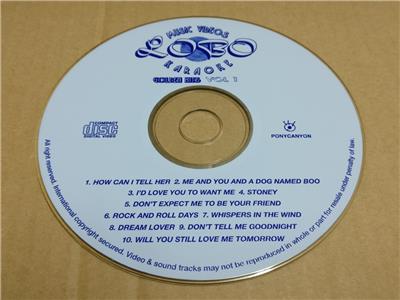 MUSIC VIDEOS
LOBO
KARAOKE
GOLDEN HITS VOL 1
COMPACT
disc
DIGITAL VIDEO
PONYCANYON
1. HOW CAN I TELL HER 2. ME AND YOU AND A DOG NAMED BOO
3. I'D LOVE YOU TO WANT ME 4. STONEY
5. DON'T EXPECT ME TO BE YOUR FRIEND
6. ROCK AND ROLL DAYS 7. WHISPERS IN THE WIND
8. DREAM LOVER 9. DON'T TELL ME GOODNIGHT
10. WILL YOU STILL LOVE ME TOMORROW
All right reserved. International copyright secured. Video & sound tracks may not be reproduced in whole or part for resale under penalty of law.